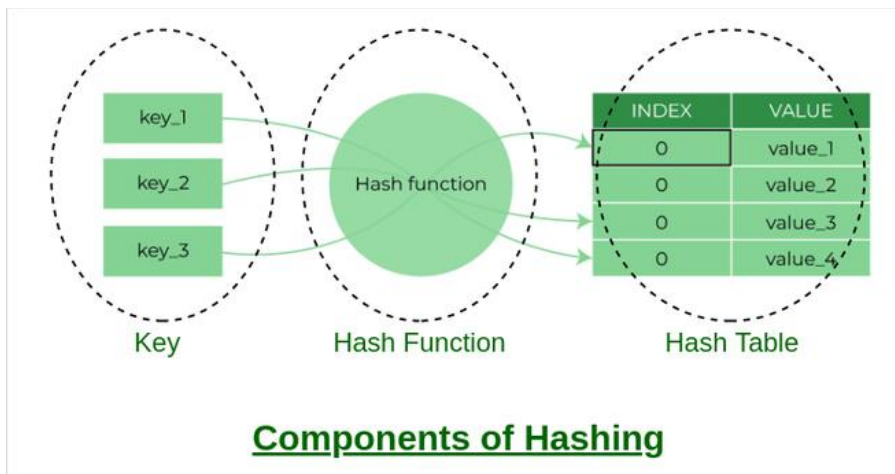 key_1
key_2
key_3
Hash function
INDEX VALUE
0 value_1
0 value_2
0 value_3
0 value_4
Key Hash Function Hash Table
Components of Hashing